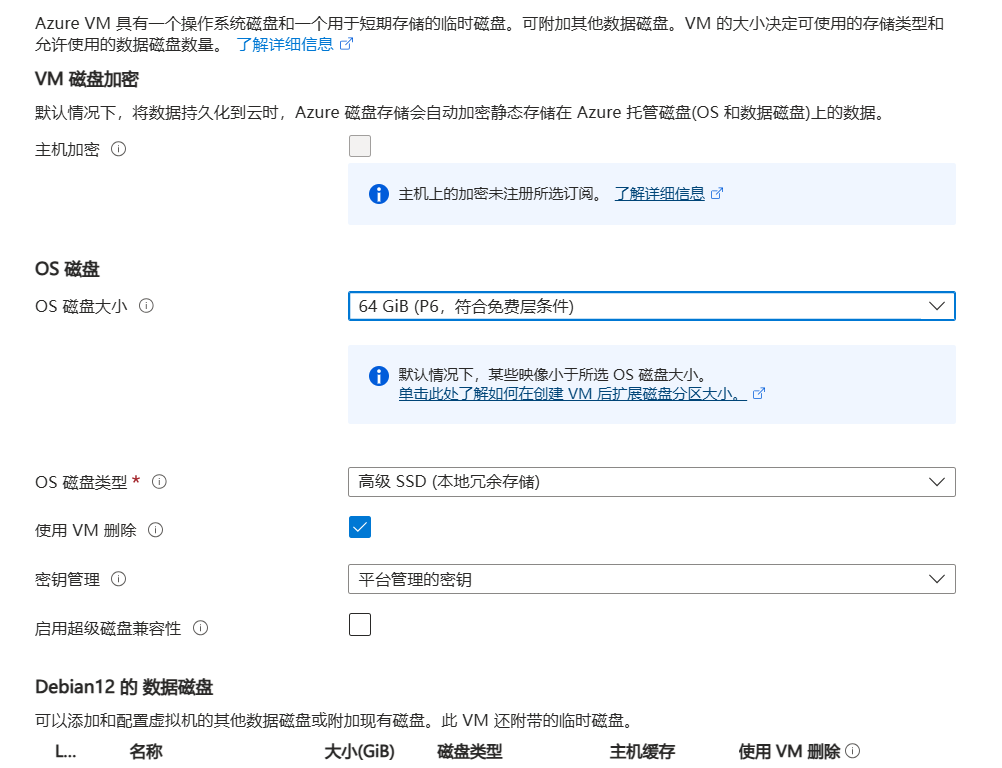 Azure VM 具有一个操作系统磁盘和一个用于短期存储的临时磁盘。可附加其他数据磁盘。VM 的大小决定可使用的存储类型和
允许使用的数据磁盘数量。 了解详细信息
VM 磁盘加密
默认情况下，将数据持久化到云时，Azure 磁盘存储会自动加密静态存储在 Azure 托管磁盘(OS 和数据磁盘)上的数据。
主机加密
主机上的加密未注册所选订阅。 了解详细信息
OS 磁盘
OS 磁盘大小
64 GiB (P6，符合免费层条件)
默认情况下，某些映像小于所选 OS 磁盘大小。
单击此处了解如何在创建 VM 后扩展磁盘分区大小。
OS 磁盘类型 *
高级 SSD (本地冗余存储)
使用 VM 删除
密钥管理
平台管理的密钥
启用超级磁盘兼容性
Debian12 的 数据磁盘
可以添加和配置虚拟机的其他数据磁盘或附加现有磁盘。此 VM 还附带的临时磁盘。
L... 名称 大小(GiB) 磁盘类型 主机缓存 使用 VM 删除